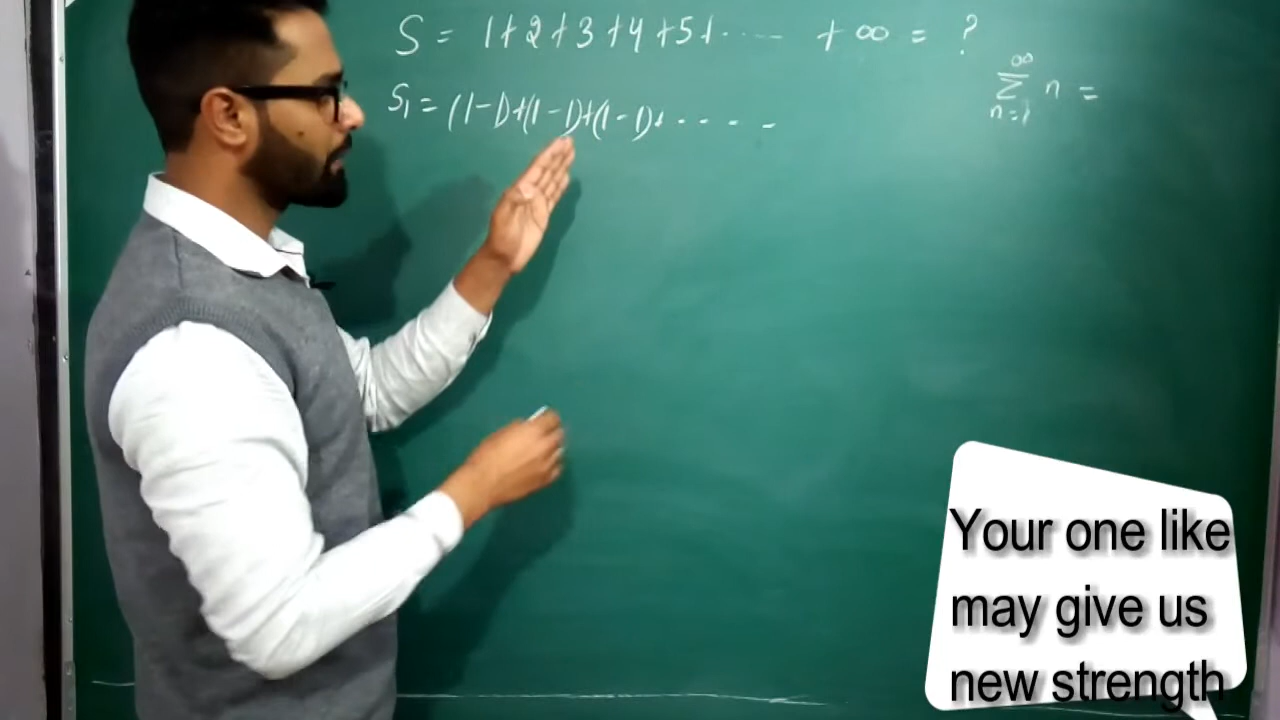 S = 1+2+3+4+5+ ..... +∞ = ?
∞
∑ n =
n=1
S₁ = (1-1)+(1-1)+(1-1)+ - - - - -
Your one like
may give us
new strength